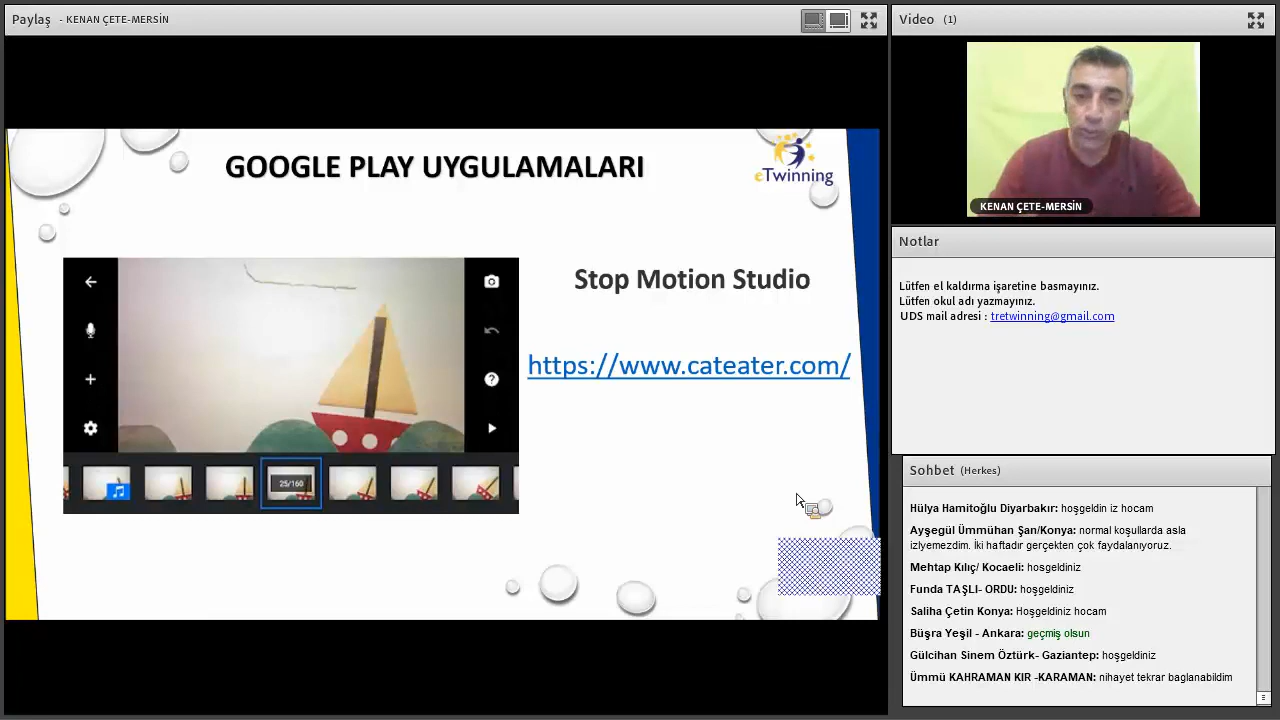 Paylaş - KENAN ÇETE-MERSİN
GOOGLE PLAY UYGULAMALARI
eTwinning
Stop Motion Studio
https://www.cateater.com/
25/160
Video (1)
KENAN ÇETE-MERSİN
Notlar
Lütfen el kaldırma işaretine basmayınız.
Lütfen okul adı yazmayınız.
UDS mail adresi : tretwinning@gmail.com
Sohbet (Herkes)
Hülya Hamitoğlu Diyarbakır: hoşgeldin iz hocam
Ayşegül Ümmühan Şan/Konya: normal koşullarda asla
izlyemezdim. İki haftadır gerçekten çok faydalanıyoruz.
Mehtap Kılıç/ Kocaeli: hosgeldiniz
Funda TAŞLI- ORDU: hoşgeldiniz
Saliha Çetin Konya: Hoşgeldiniz hocam
Büşra Yeşil - Ankara: geçmiş olsun
Gülcihan Sinem Öztürk- Gaziantep: hoşgeldiniz
Ümmü KAHRAMAN KIR -KARAMAN: nihayet tekrar baglanabildim